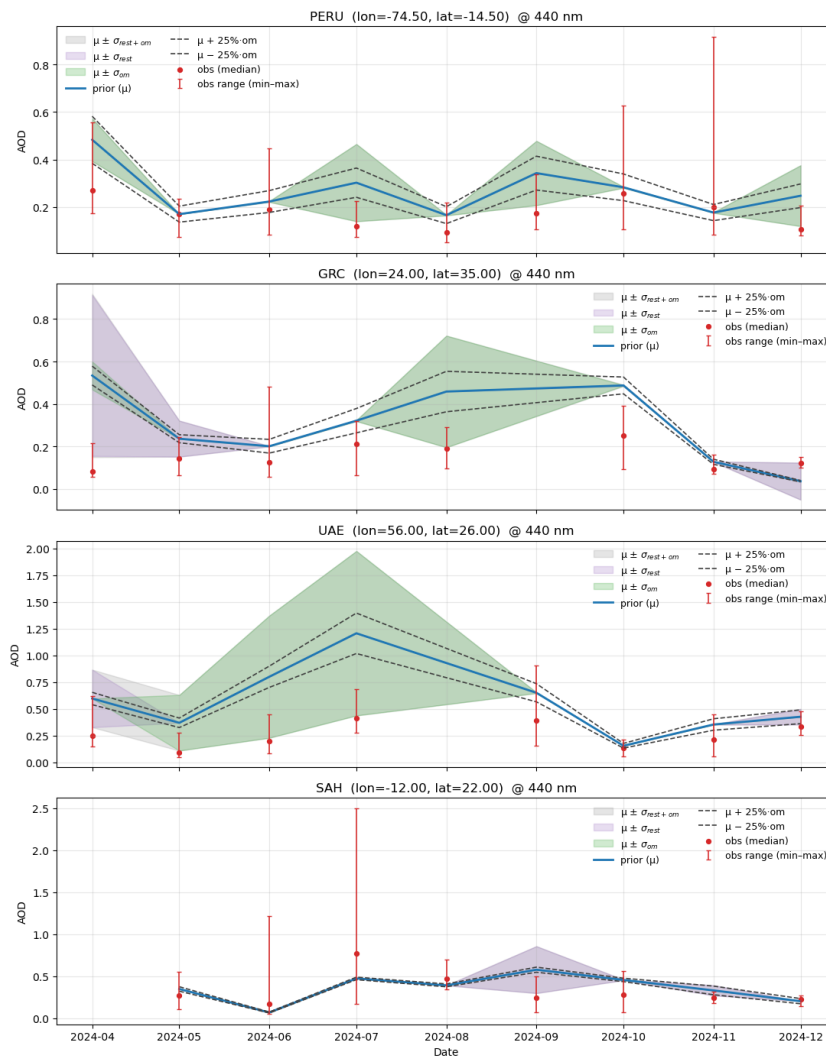 PERU (lon=-74.50, lat=-14.50) @ 440 nm
AOD
0.8
0.6
0.4
0.2
μ ± σrest+om
μ ± σrest
μ ± σom
prior (μ)
μ + 25%·om
μ − 25%·om
obs (median)
obs range (min–max)
GRC (lon=24.00, lat=35.00) @ 440 nm
AOD
0.8
0.6
0.4
0.2
0.0
μ ± σrest+om
μ ± σrest
μ ± σom
prior (μ)
μ + 25%·om
μ − 25%·om
obs (median)
obs range (min–max)
UAE (lon=56.00, lat=26.00) @ 440 nm
AOD
2.00
1.75
1.50
1.25
1.00
0.75
0.50
0.25
0.00
μ ± σrest+om
μ ± σrest
μ ± σom
prior (μ)
μ + 25%·om
μ − 25%·om
obs (median)
obs range (min–max)
SAH (lon=-12.00, lat=22.00) @ 440 nm
AOD
2.5
2.0
1.5
1.0
0.5
0.0
μ ± σrest+om
μ ± σrest
μ ± σom
prior (μ)
μ + 25%·om
μ − 25%·om
obs (median)
obs range (min–max)
2024-04 2024-05 2024-06 2024-07 2024-08 2024-09 2024-10 2024-11 2024-12
Date